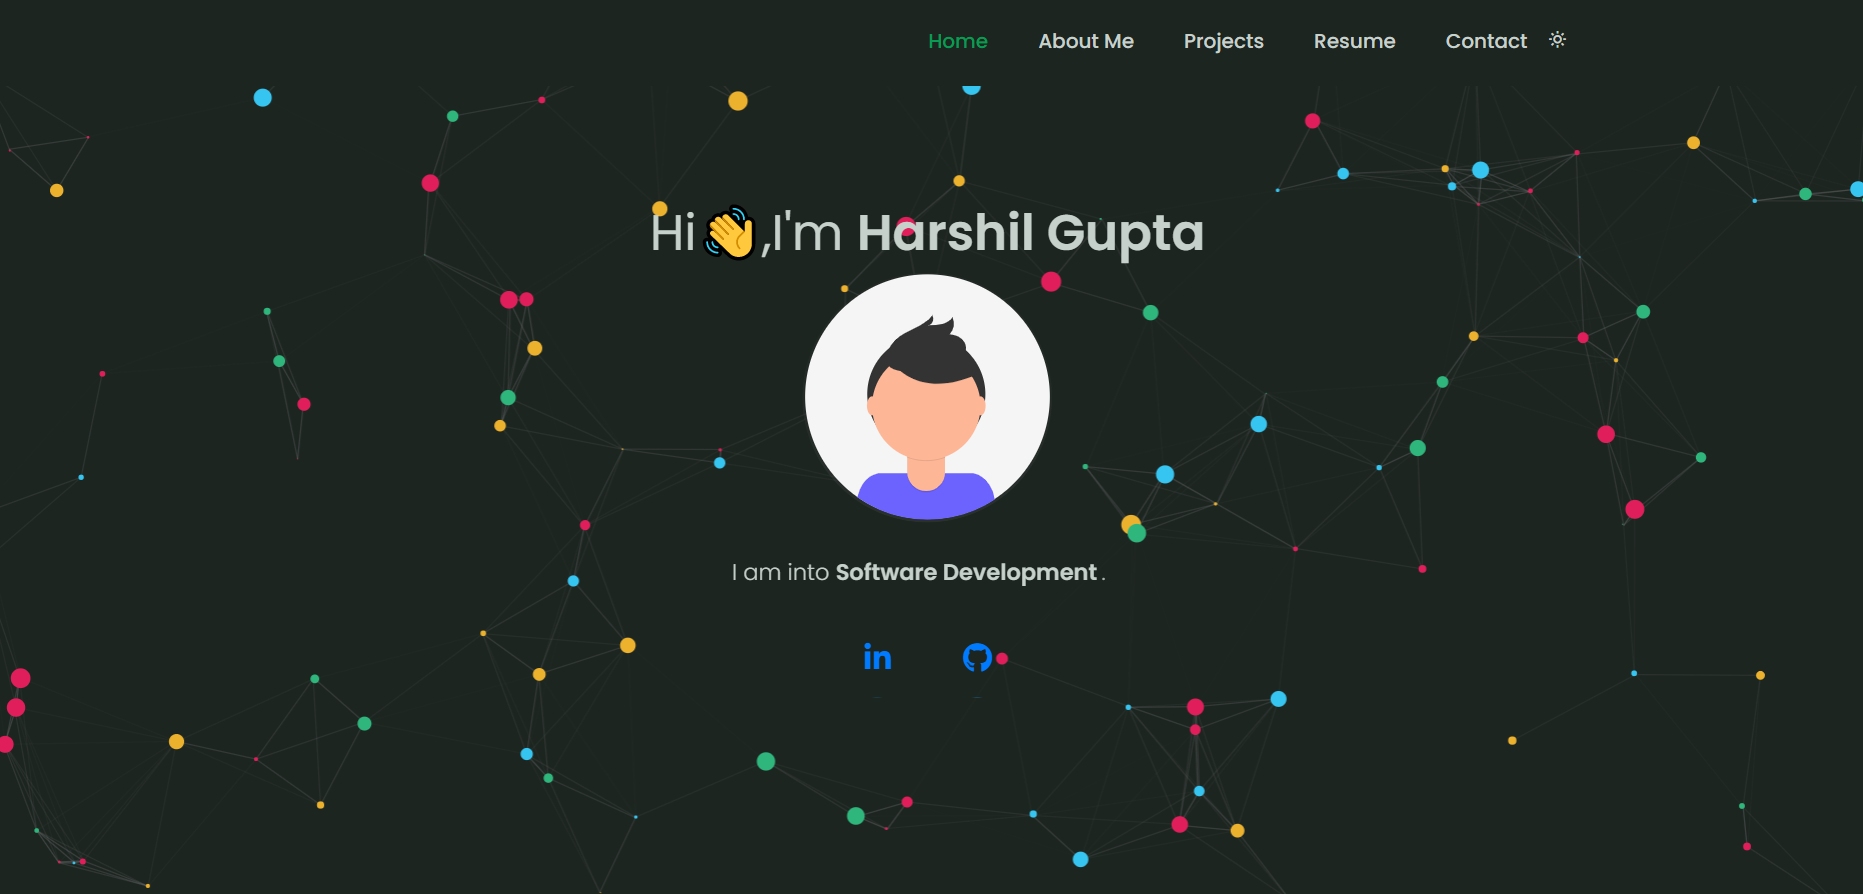 Home About Me Projects Resume Contact
Hi 👋,I'm Harshil Gupta
I am into Software Development .
in